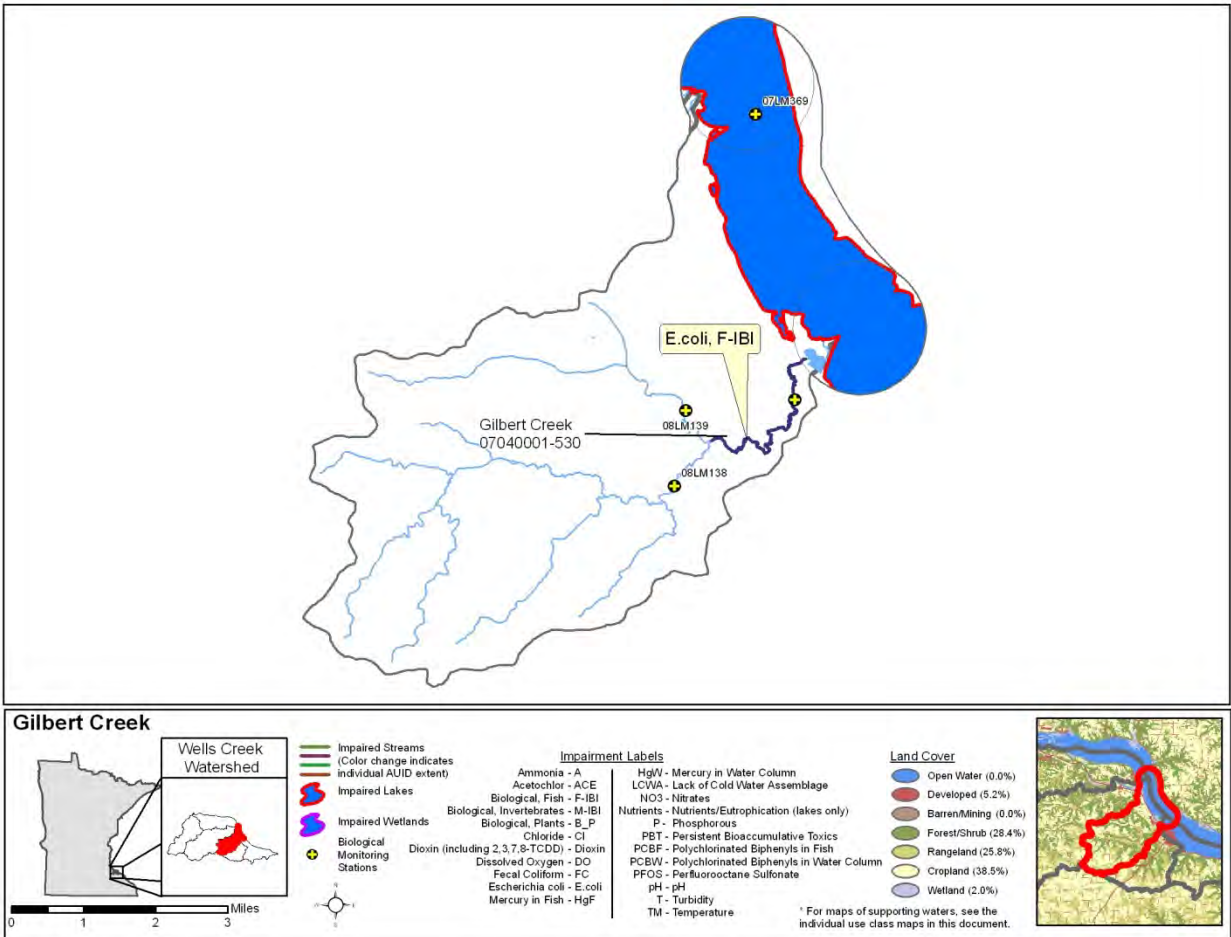 07LM369
E.coli, F-IBI
08LM139
Gilbert Creek
07040001-530
08LM138
Gilbert Creek
Wells Creek
Watershed
Miles
0 1 2 3
Impaired Streams
(Color change indicates
individual AUID extent)
Impaired Lakes
Impaired Wetlands
Biological
Monitoring
Stations
N
Impairment Labels
Ammonia - A
Acetochlor - ACE
Biological, Fish - F-IBI
Biological, Invertebrates - M-IBI
Biological, Plants - B_P
Chloride - Cl
Dioxin (including 2,3,7,8-TCDD) - Dioxin
Dissolved Oxygen - DO
Fecal Coliform - FC
Escherichia coli - E.coli
Mercury in Fish - HgF
HgW - Mercury in Water Column
LCWA - Lack of Cold Water Assemblage
NO3 - Nitrates
Nutrients - Nutrients/Eutrophication (lakes only)
P - Phosphorous
PBT - Persistent Bioaccumulative Toxics
PCBF - Polychlorinated Biphenyls in Fish
PCBW - Polychlorinated Biphenyls in Water Column
PFOS - Perfluorooctane Sulfonate
pH - pH
T - Turbidity
TM - Temperature
Land Cover
Open Water (0.0%)
Developed (5.2%)
Barren/Mining (0.0%)
Forest/Shrub (28.4%)
Rangeland (25.8%)
Cropland (38.5%)
Wetland (2.0%)
* For maps of supporting waters, see the
individual use class maps in this document.